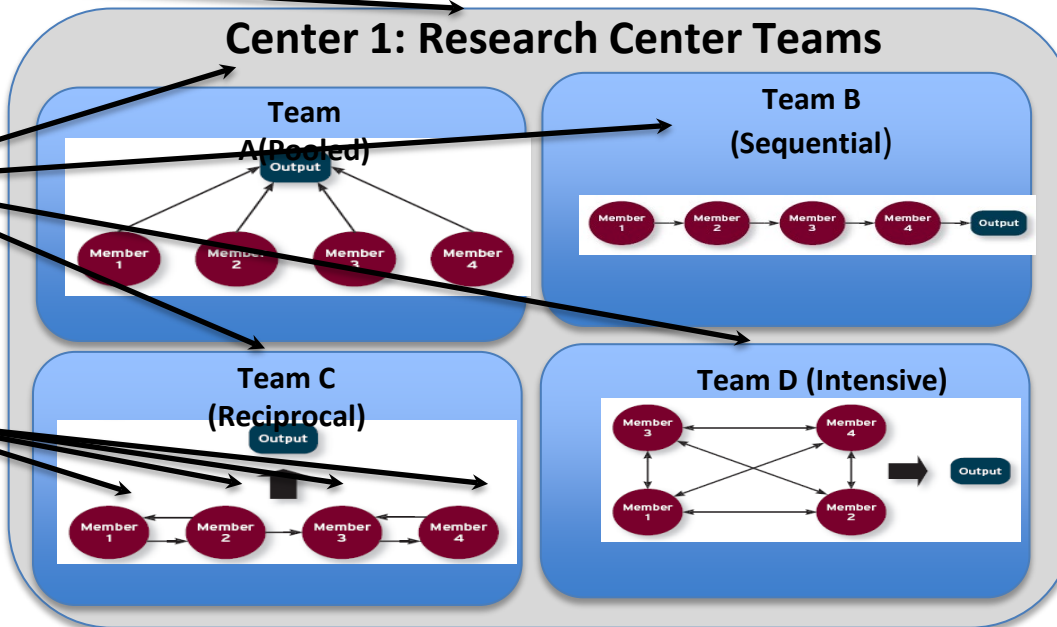 Center 1: Research Center Teams
Team
A(Pooled)
Output
Member
1
Member
2
Member
3
Member
4
Team B
(Sequential)
Member
1
Member
2
Member
3
Member
4
Output
Team C
(Reciprocal)
Output
Member
1
Member
2
Member
3
Member
4
Team D (Intensive)
Member
3
Member
4
Output
Member
1
Member
2